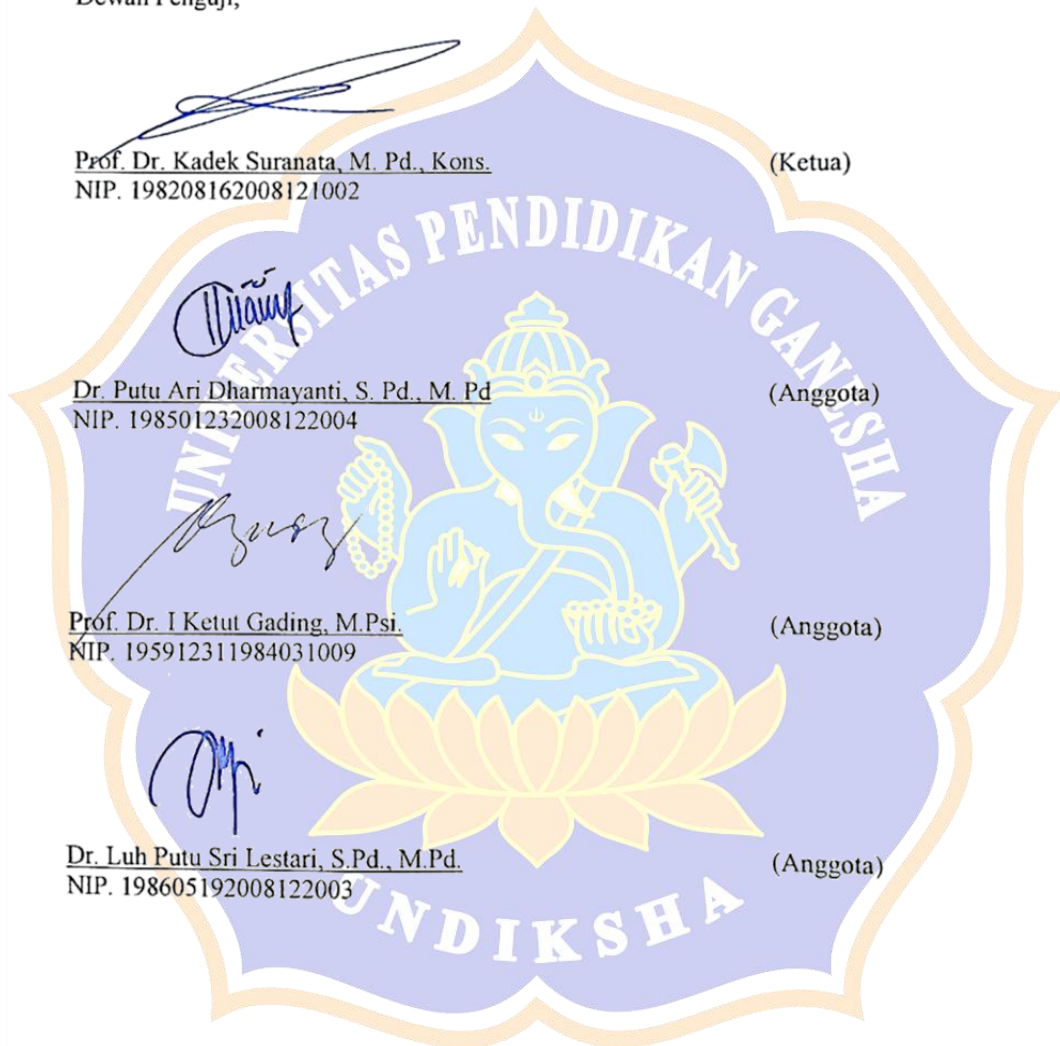 Dewan Penguji,
Prof. Dr. Kadek Suranata, M. Pd., Kons. (Ketua)
NIP. 198208162008121002
UNIVERSITAS PENDIDIKAN GANESHA
Dr. Putu Ari Dharmayanti, S. Pd., M. Pd (Anggota)
NIP. 198501232008122004
Prof. Dr. I Ketut Gading, M.Psi. (Anggota)
NIP. 195912311984031009
Dr. Luh Putu Sri Lestari, S.Pd., M.Pd. (Anggota)
NIP. 198605192008122003
UNDIKSHA